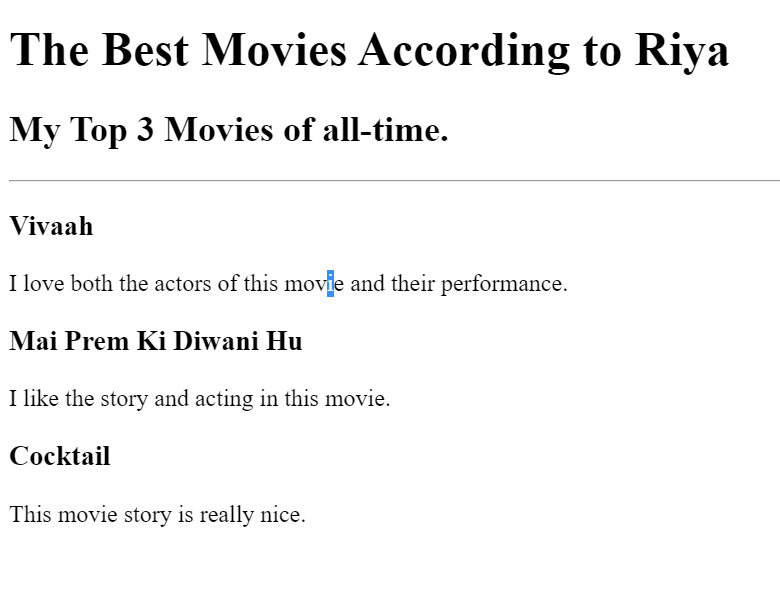 The Best Movies According to Riya
My Top 3 Movies of all-time.
Vivaah
I love both the actors of this movie and their performance.
Mai Prem Ki Diwani Hu
I like the story and acting in this movie.
Cocktail
This movie story is really nice.